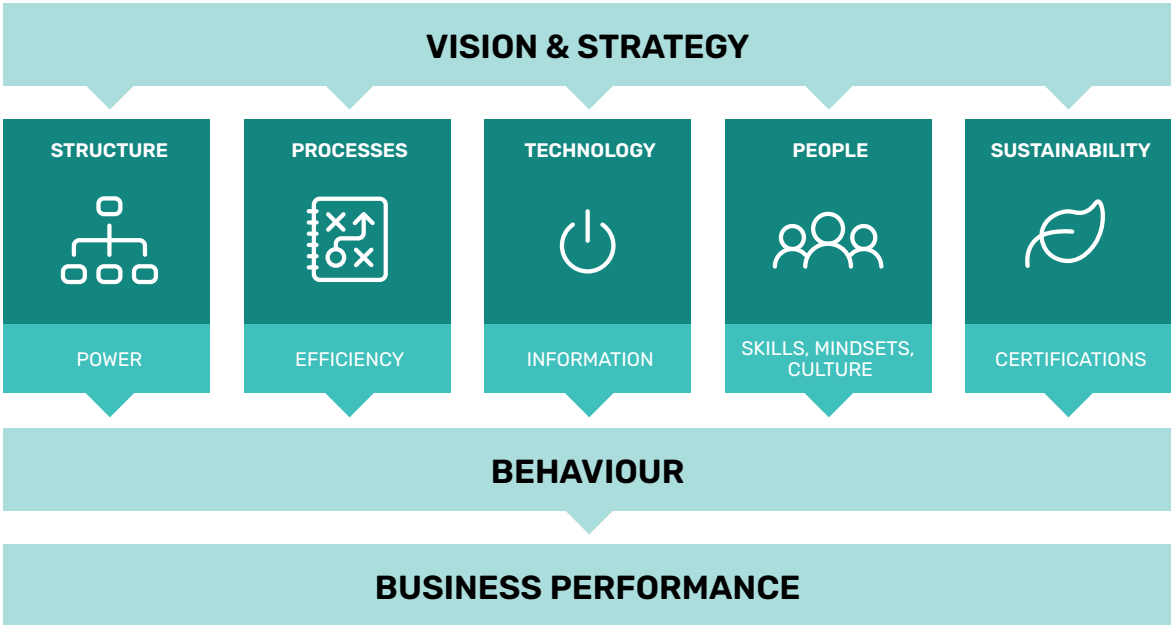 VISION & STRATEGY
STRUCTURE
PROCESSES
TECHNOLOGY
PEOPLE
SUSTAINABILITY
POWER
EFFICIENCY
INFORMATION
SKILLS, MINDSETS,
CULTURE
CERTIFICATIONS
BEHAVIOUR
BUSINESS PERFORMANCE